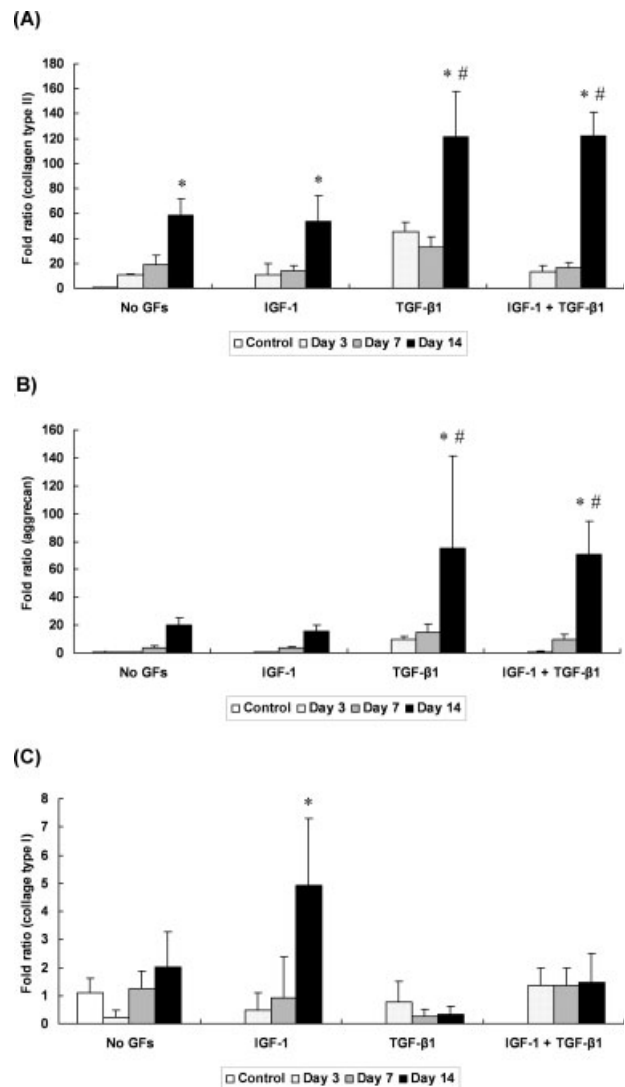 (A)
180
160
140
120
100
80
60
40
20
0
Fold ratio (collagen type II)
*
*
* #
* #
No GFs IGF-1 TGF-β1 IGF-1 + TGF-β1
Control Day 3 Day 7 Day 14
B)
160
140
120
100
80
60
40
20
0
Fold ratio (aggrecan)
* #
* #
No GFs IGF-1 TGF-β1 IGF-1 + TGF-β1
Control Day 3 Day 7 Day 14
(C)
8
7
6
5
4
3
2
1
0
Fold ratio (collage type I)
*
No GFs IGF-1 TGF-β1 IGF-1 + TGF-β1
Control Day 3 Day 7 Day 14